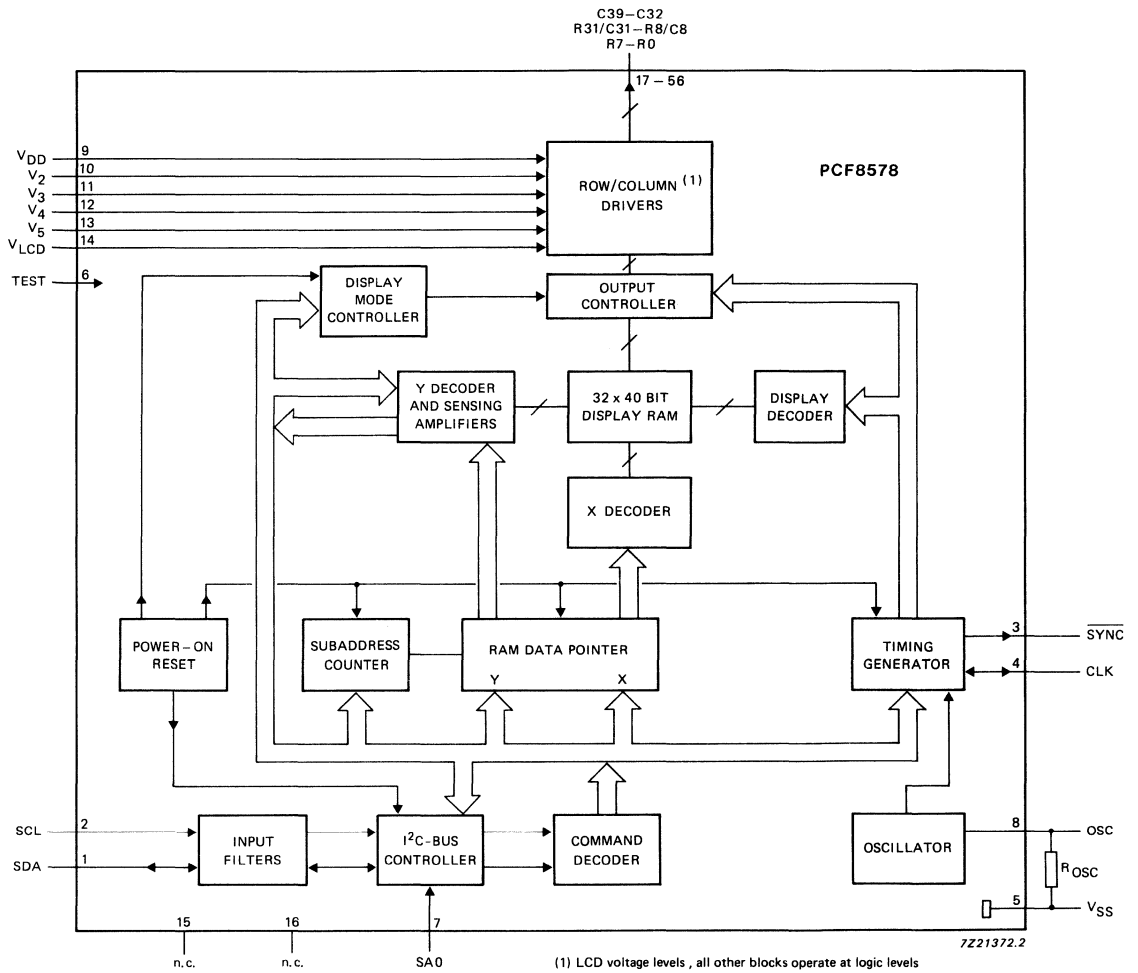 C39–C32
R31/C31–R8/C8
R7–R0
17 – 56
PCF8578
VDD 9
V2 10
V3 11
V4 12
V5 13
VLCD 14
TEST 6
ROW/COLUMN (1)
DRIVERS
DISPLAY
MODE
CONTROLLER
OUTPUT
CONTROLLER
Y DECODER
AND SENSING
AMPLIFIERS
32 x 40 BIT
DISPLAY RAM
DISPLAY
DECODER
X DECODER
POWER – ON
RESET
SUBADDRESS
COUNTER
RAM DATA POINTER
Y X
TIMING
GENERATOR
3 SYNC
4 CLK
SCL 2
SDA 1
INPUT
FILTERS
I2C-BUS
CONTROLLER
COMMAND
DECODER
OSCILLATOR
8 OSC
ROSC
5 VSS
15
16
7
n.c.
n.c.
SA0
7Z21372.2
(1) LCD voltage levels , all other blocks operate at logic levels